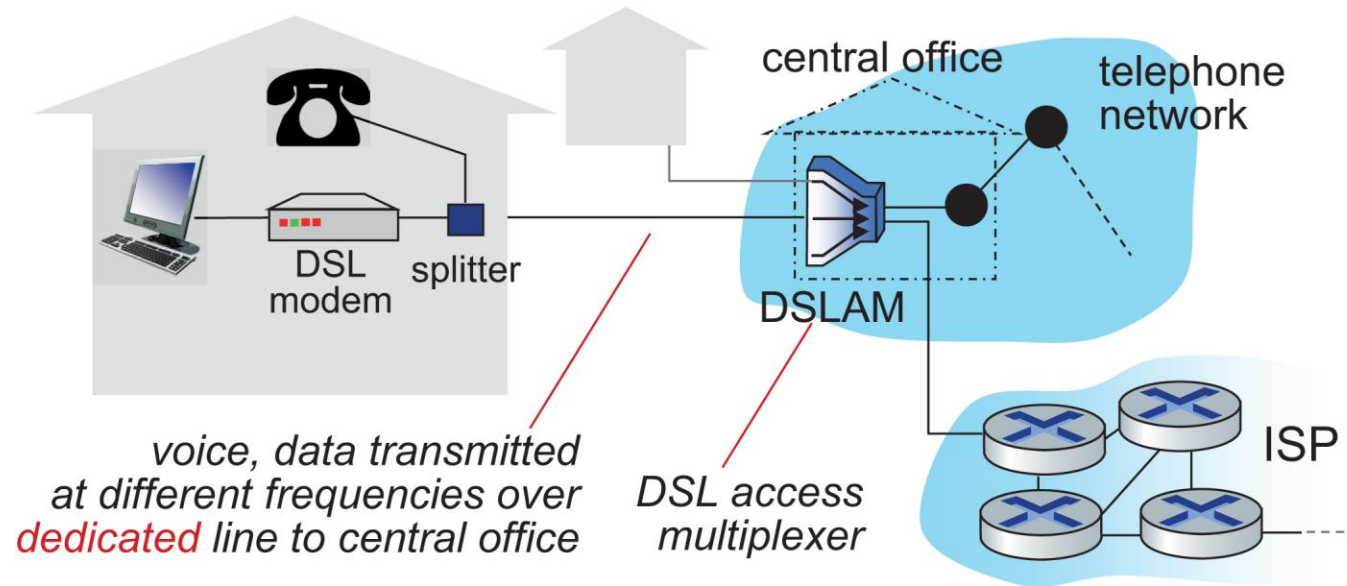 central office
telephone
network
DSL
modem
splitter
DSLAM
ISP
voice, data transmitted
at different frequencies over
dedicated line to central office
DSL access
multiplexer